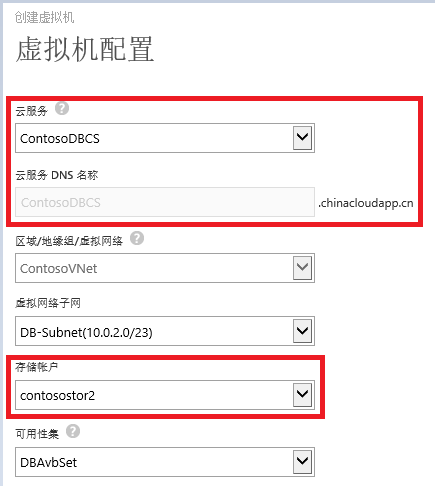 创建虚拟机
虚拟机配置
云服务 ?
ContosoDBCS
云服务 DNS 名称
ContosoDBCS .chinacloudapp.cn
区域/地缘组/虚拟网络 ?
ContosoVNet
虚拟网络子网
DB-Subnet(10.0.2.0/23)
存储帐户
contosostor2
可用性集 ?
DBAvbSet